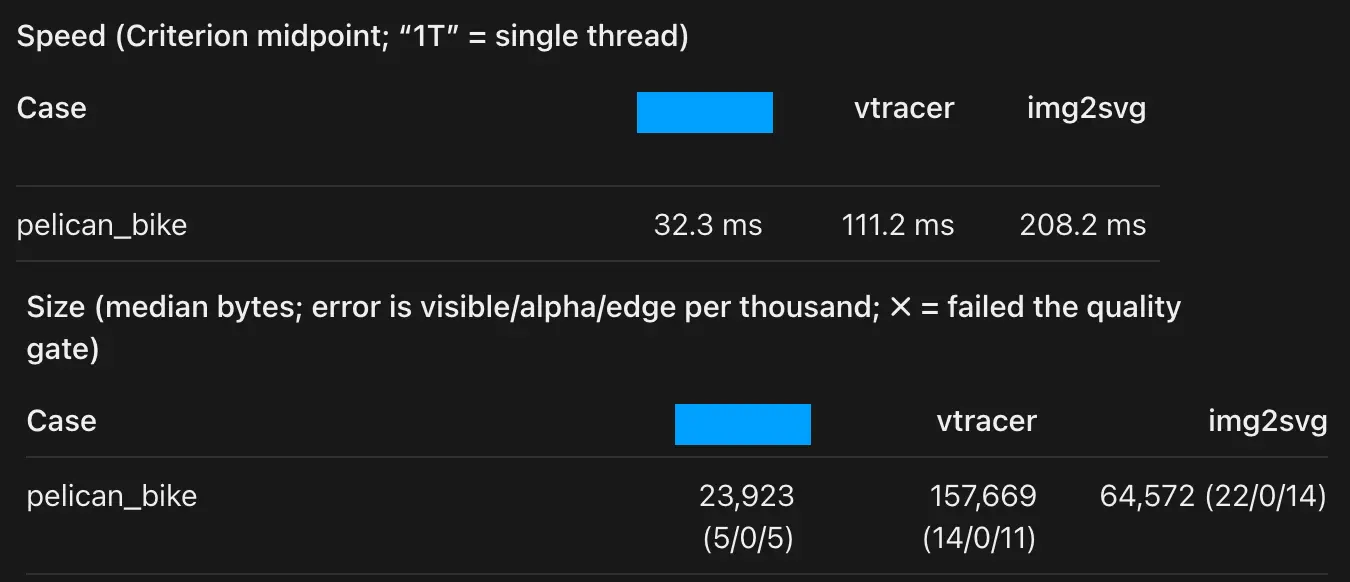 Speed (Criterion midpoint; “1T” = single thread)
Case vtracer img2svg
pelican_bike 32.3 ms 111.2 ms 208.2 ms
Size (median bytes; error is visible/alpha/edge per thousand; ✕ = failed the quality
gate)
Case vtracer img2svg
pelican_bike 23,923 157,669 64,572 (22/0/14)
(5/0/5) (14/0/11)